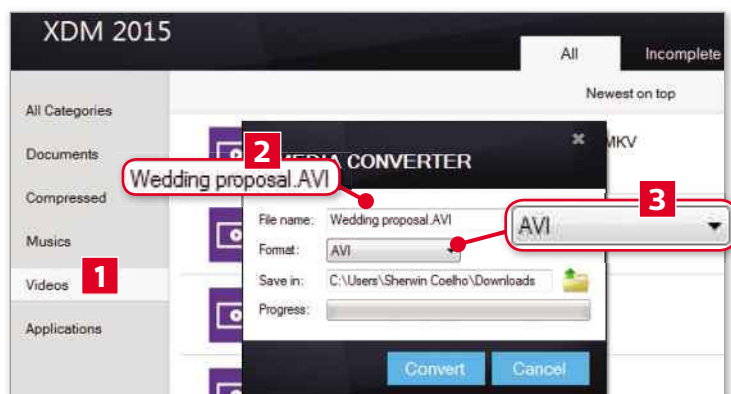 XDM 2015
All Incomplete
Newest on top
All Categories
Documents
Compressed
Musics
Videos
Applications
1
MKV
2
CONVERTER
Wedding proposal.AVI
File name: Wedding proposal.AVI
3
AVI
Format: AVI
Save in: C:\Users\Sherwin Coelho\Downloads
Progress:
Convert Cancel